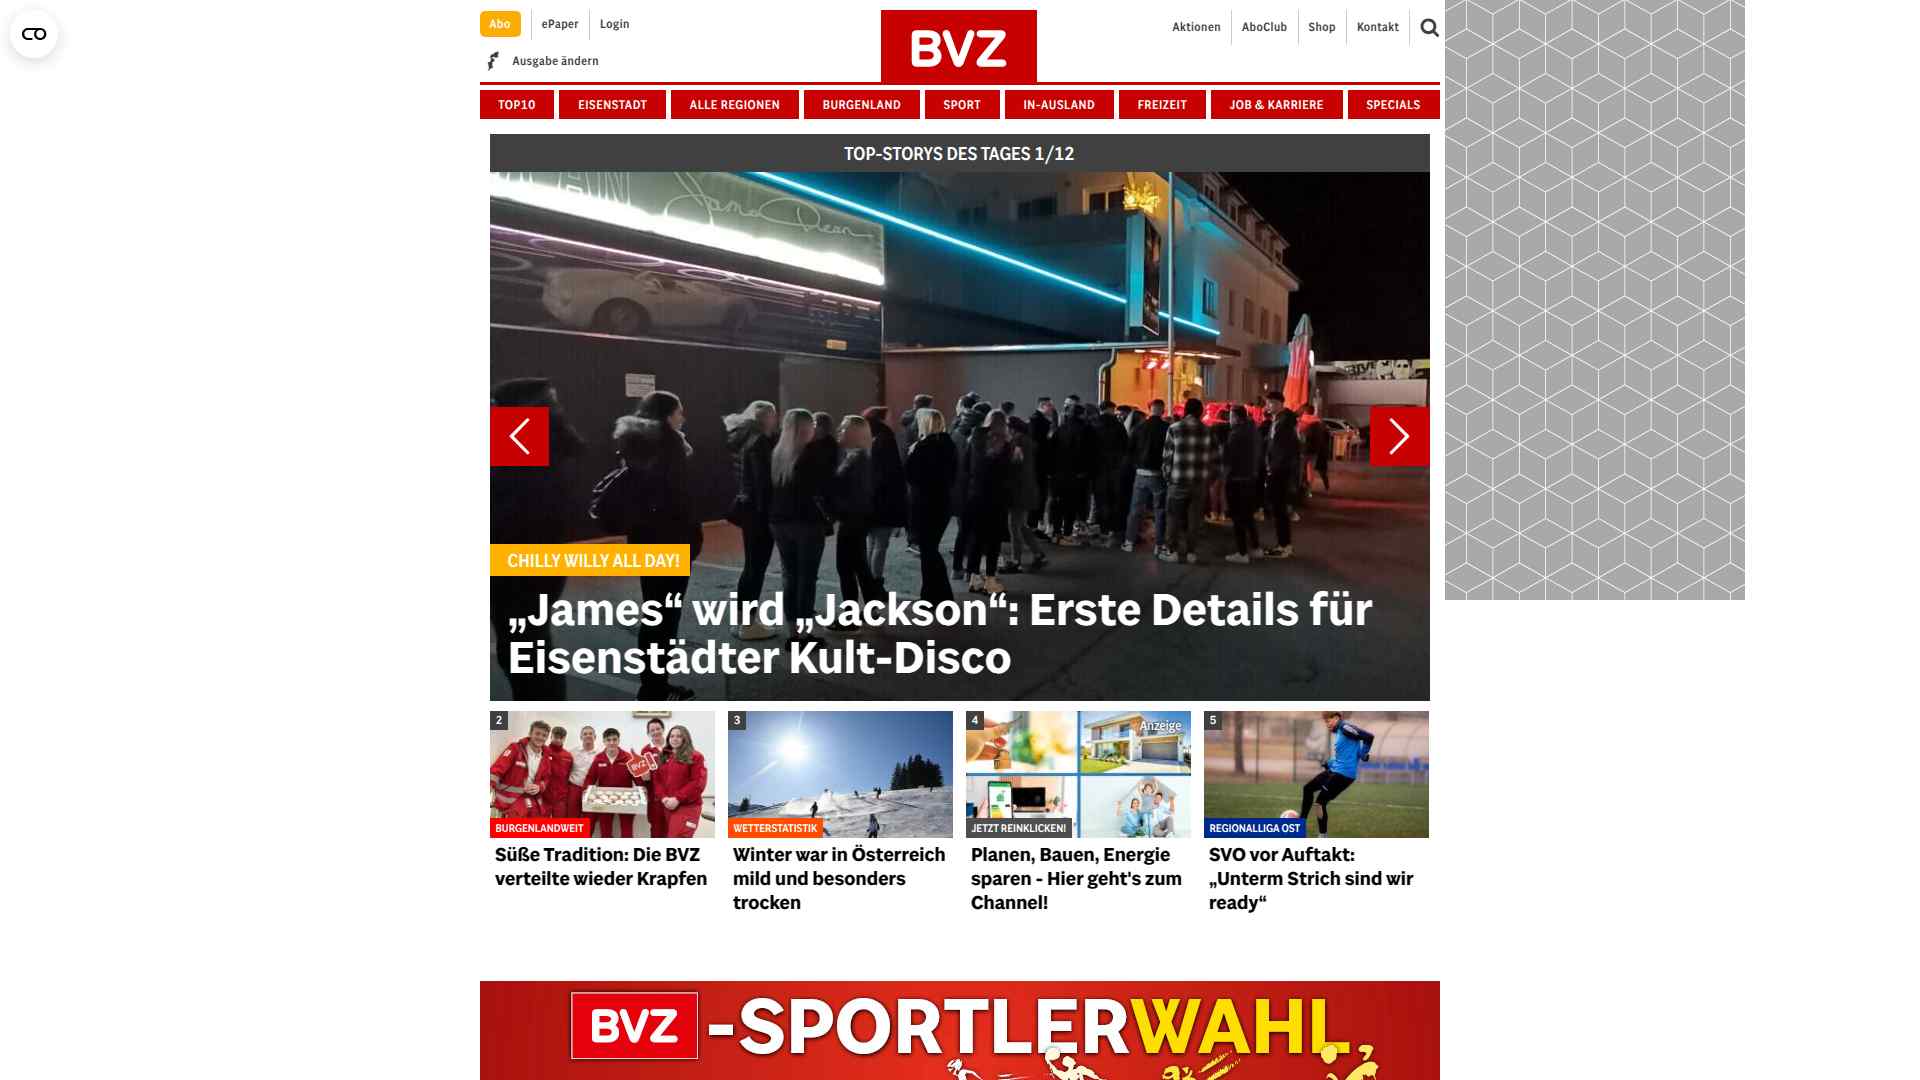 Abo
ePaper
Login
Ausgabe ändern
BVZ
Aktionen
AboClub
Shop
Kontakt
TOP10
EISENSTADT
ALLE REGIONEN
BURGENLAND
SPORT
IN-AUSLAND
FREIZEIT
JOB & KARRIERE
SPECIALS
TOP-STORYS DES TAGES 1/12
James Dean
CHILLY WILLY ALL DAY!
„James“ wird „Jackson“: Erste Details für
Eisenstädter Kult-Disco
2
BVZ
BURGENLANDWEIT
Süße Tradition: Die BVZ
verteilte wieder Krapfen
3
WETTERSTATISTIK
Winter war in Österreich
mild und besonders
trocken
4
Anzeige
JETZT REINKLICKEN!
Planen, Bauen, Energie
sparen - Hier geht's zum
Channel!
5
REGIONALLIGA OST
SVO vor Auftakt:
„Unterm Strich sind wir
ready“
BVZ-SPORTLERWAHL